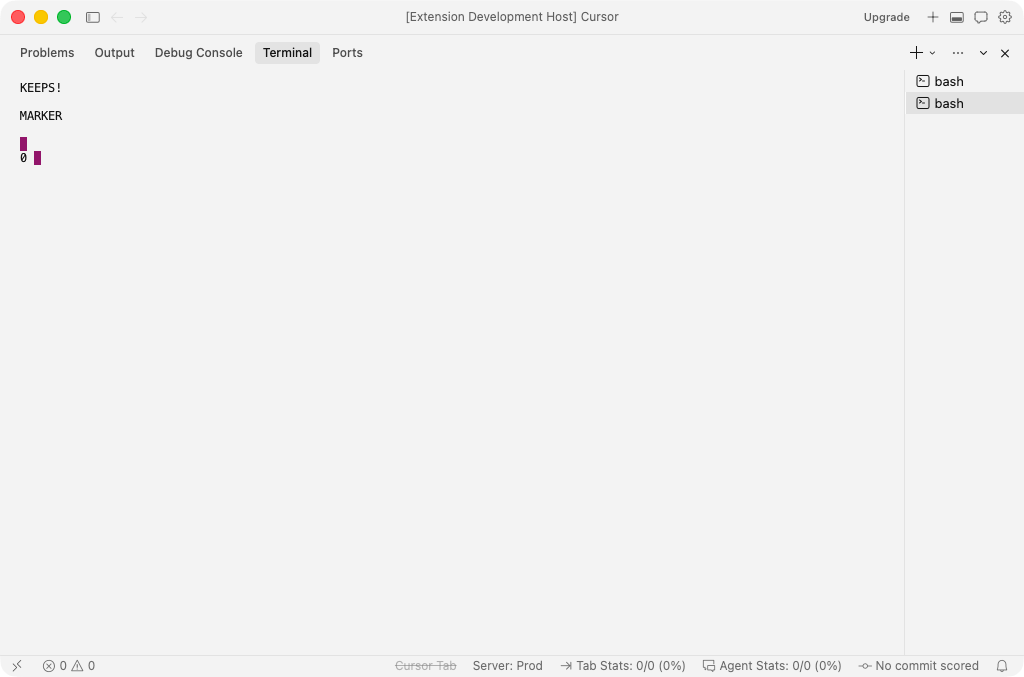 [Extension Development Host] Cursor
Upgrade
Problems Output Debug Console Terminal Ports
KEEPS!
MARKER
0
bash
bash
0 0 Cursor Tab Server: Prod Tab Stats: 0/0 (0%) Agent Stats: 0/0 (0%) No commit scored